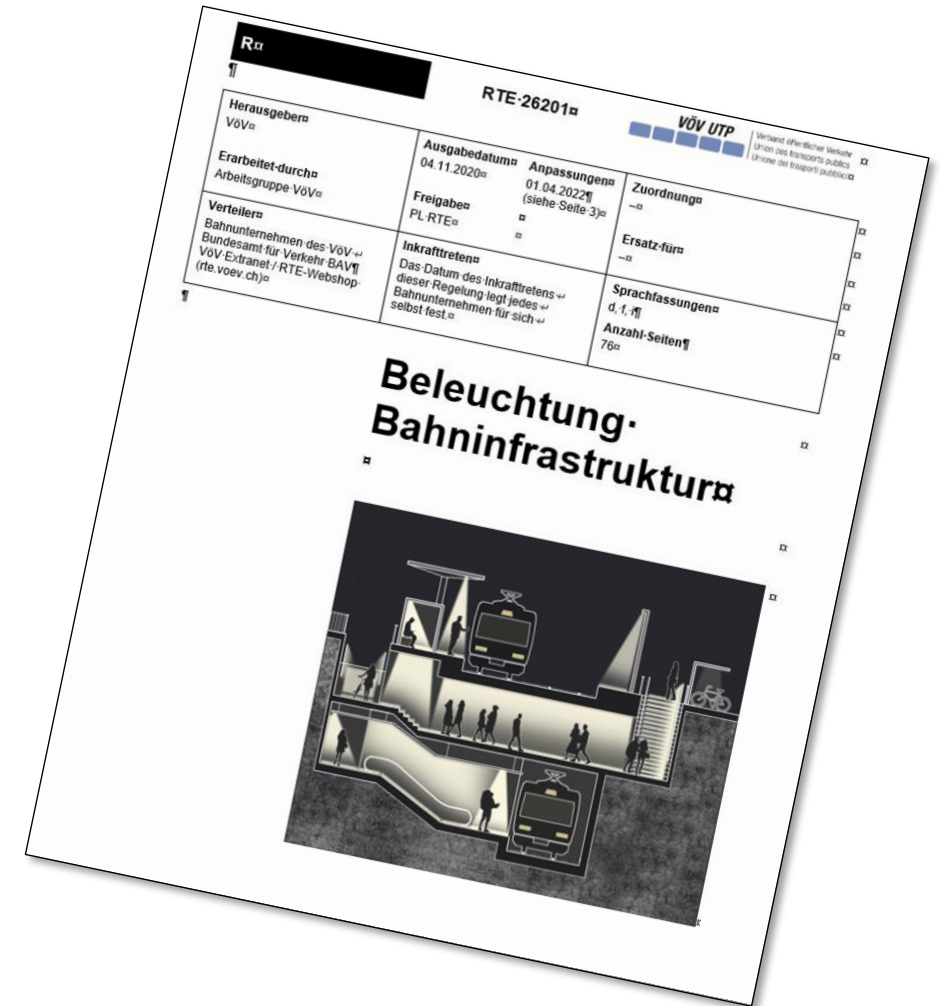 R¤
¶
RTE·26201¤
VÖV UTP
Verband öffentlicher Verkehr
Union des transports publics
Unione dei trasporti pubblici¤
¤
Herausgeber¤
VöV¤
Erarbeitet·durch¤
Arbeitsgruppe·VöV¤
Ausgabedatum¤
04.11.2020¤
Freigabe¤
PL·RTE¤
Anpassungen¤
01.04.2022¶
(siehe·Seite·3)¤
¤
¤
Zuordnung¤
–¤
Ersatz·für¤
–¤
Verteiler¤
Bahnunternehmen·des·VöV·↵
Bundesamt·für·Verkehr·BAV¶
VöV·Extranet·/·RTE-Webshop·
(rte.voev.ch)¤
Inkrafttreten¤
Das·Datum·des·Inkrafttretens·↵
dieser·Regelung·legt·jedes·↵
Bahnunternehmen·für·sich·↵
selbst·fest.¤
Sprachfassungen¤
d,·f,·i¶
Anzahl·Seiten¶
76¤
¤
¤
¤
¤
¤
¤
¶
Beleuchtung·
Bahninfrastruktur¤
¤
¤
¤
¤
¤